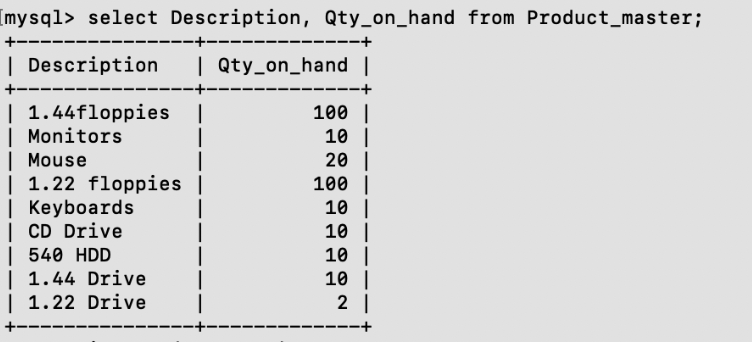 [mysql> select Description, Qty_on_hand from Product_master;
+---------------+-------------+
| Description   | Qty_on_hand |
+---------------+-------------+
| 1.44floppies  |         100 |
| Monitors      |          10 |
| Mouse         |          20 |
| 1.22 floppies |         100 |
| Keyboards     |          10 |
| CD Drive      |          10 |
| 540 HDD       |          10 |
| 1.44 Drive    |          10 |
| 1.22 Drive    |           2 |
+---------------+-------------+